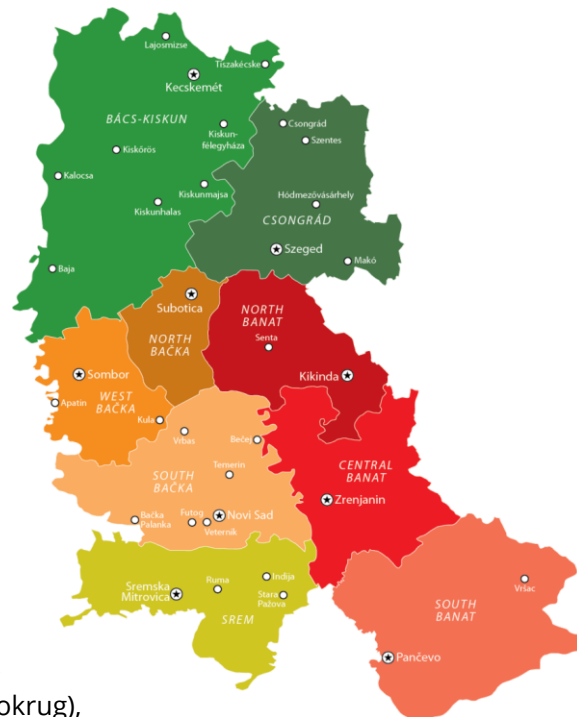 Lajosmizse
Tiszakécske
Kecskemét
BÁCS-KISKUN
Csongrád
Kiskun-
félegyháza
Szentes
Kiskőrös
Kalocsa
Kiskunmajsa
Hódmezővásárhely
Kiskunhalas
CSONGRÁD
Szeged
Makó
Baja
Subotica
NORTH
BAČKA
NORTH
BANAT
Senta
Sombor
Kikinda
WEST
BAČKA
Apatin
Kula
Vrbas
Bečej
SOUTH
BAČKA
Temerin
CENTRAL
BANAT
Zrenjanin
Bačka
Palanka
Futog
Novi Sad
Veternik
Sremska
Mitrovica
Ruma
Inđija
Stara
Pazova
SREM
SOUTH
BANAT
Vršac
Pančevo
okrug),